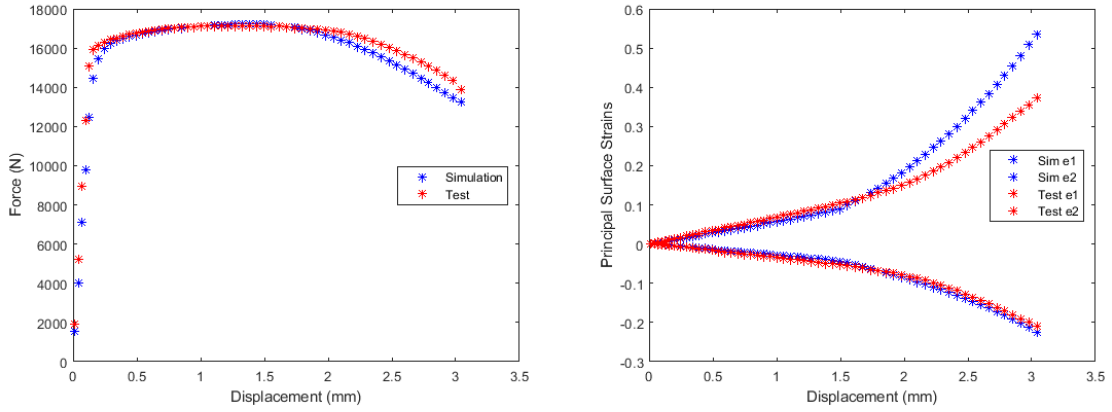 18000
16000
14000
12000
10000
8000
6000
4000
2000
0
Force (N)
Simulation
Test
0 0.5 1 1.5 2 2.5 3 3.5
Displacement (mm)
0.6
0.5
0.4
0.3
0.2
0.1
0
-0.1
-0.2
-0.3
Principal Surface Strains
Sim e1
Sim e2
Test e1
Test e2
0 0.5 1 1.5 2 2.5 3 3.5
Displacement (mm)